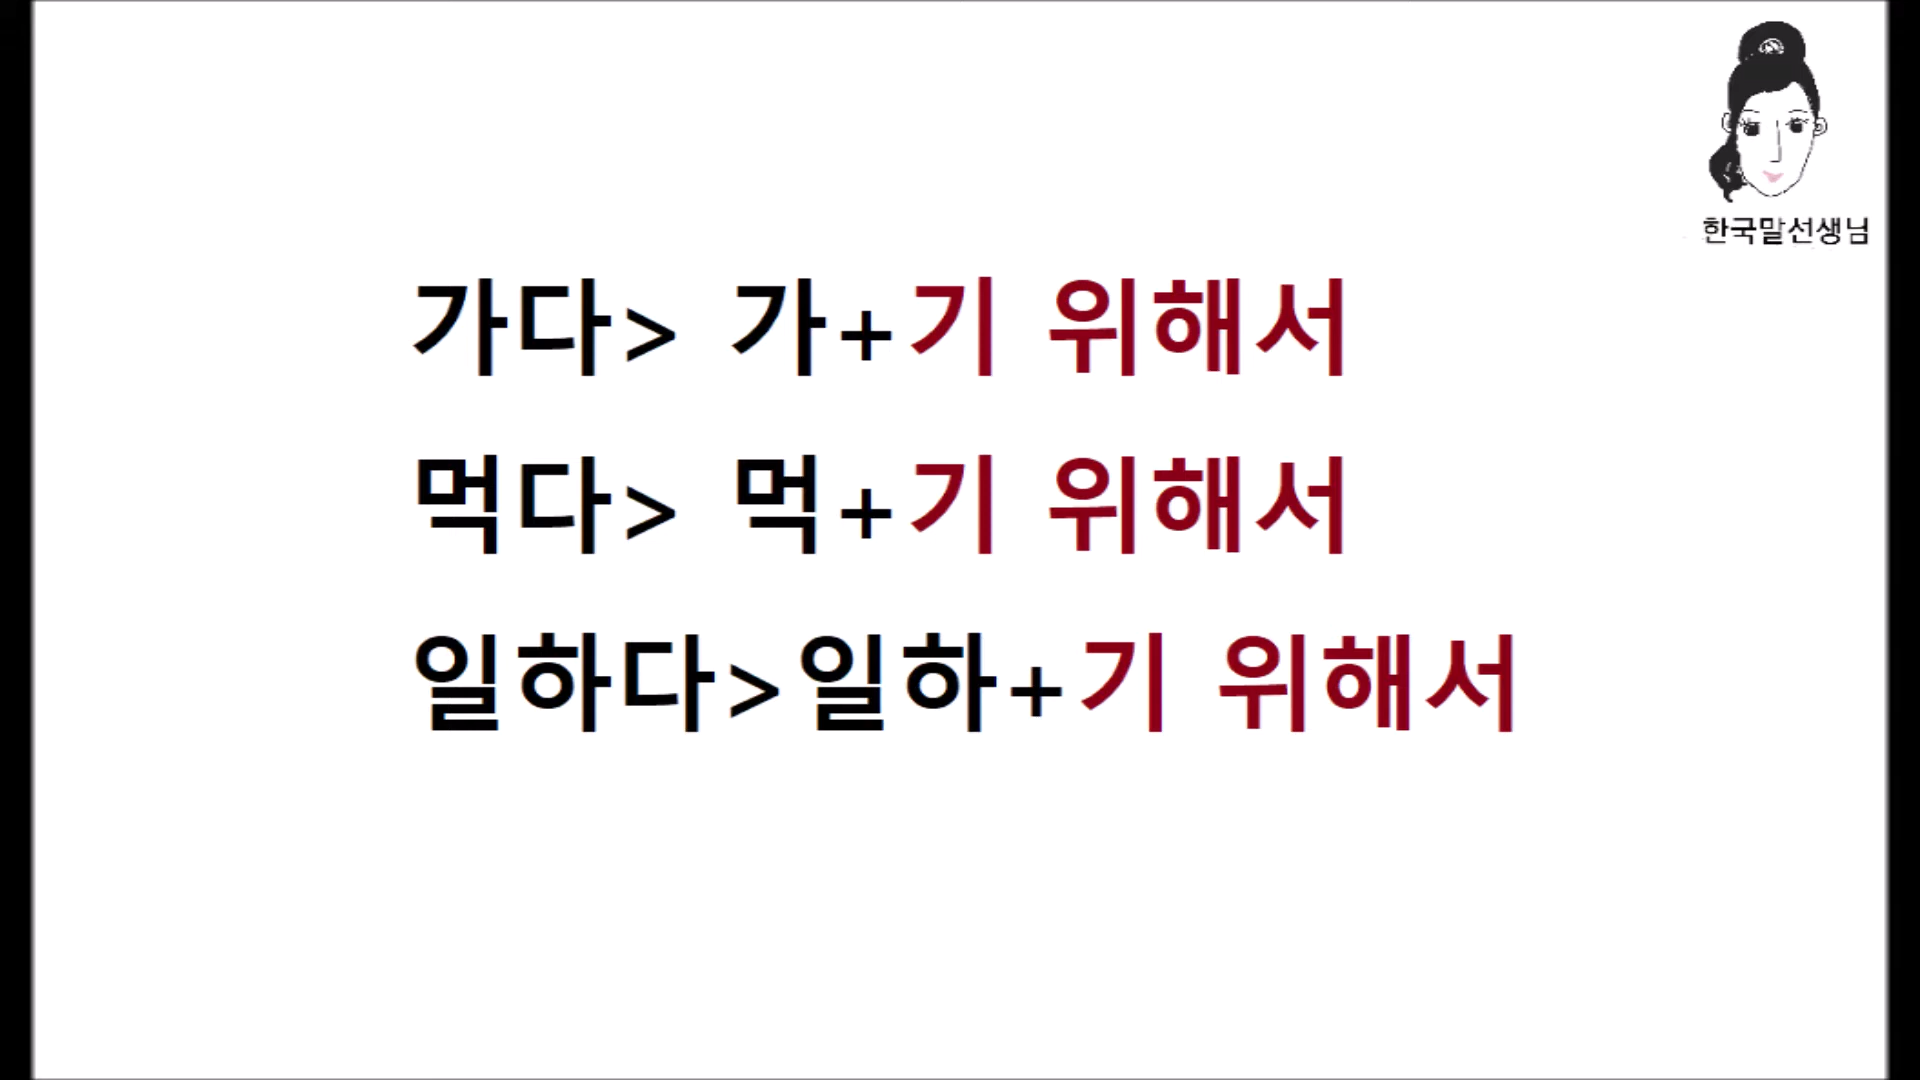 한국말선생님
가다> 가+기 위해서
먹다> 먹+기 위해서
일하다>일하+기 위해서